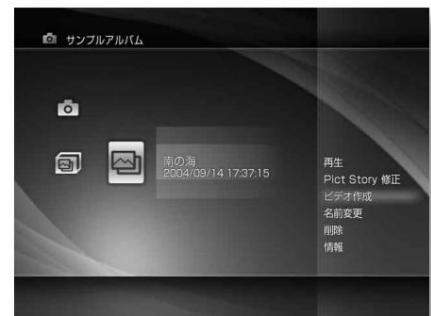 サンプルアルバム
南の海
2004/09/14 17:37:15
再生
Pict Story 修正
ビデオ作成
名前変更
削除
情報